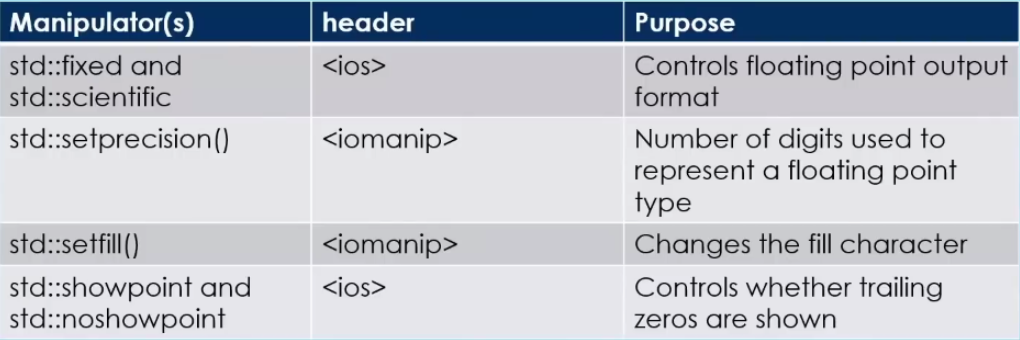 Manipulator(s) header Purpose
std::fixed and <ios> Controls floating point output
std::scientific format
std::setprecision() <iomanip> Number of digits used to
represent a floating point
type
std::setfill() <iomanip> Changes the fill character
std::showpoint and <ios> Controls whether trailing
std::noshowpoint zeros are shown